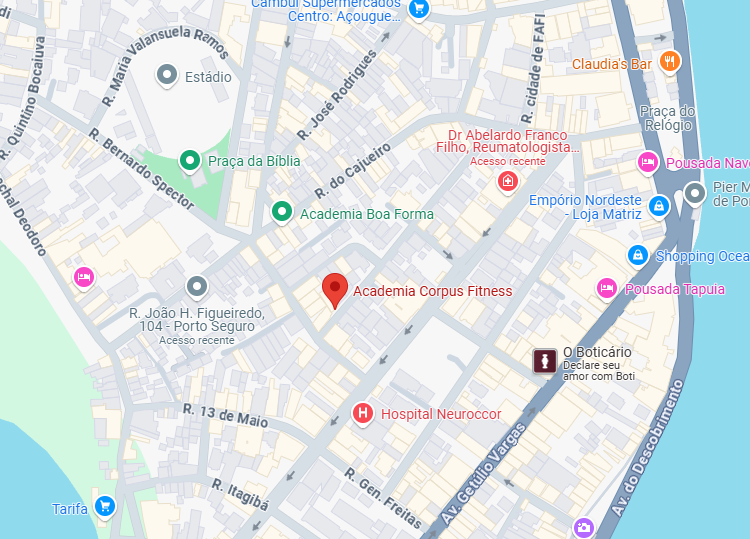 Cambuí Supermercados
Centro: Açougue…
R. Maria Valansuela Ramos
R. Quintino Bocaiuva
Estádio
R. José Rodrigues
R. cidade de FAFI
Claudia's Bar
Praça do
Relógio
Dr Abelardo Franco
Filho, Reumatologista…
Acesso recente
R. Bernardo Spector
Praça da Bíblia
R. do Cajueiro
Pousada Nav
Pier M
de Por
Empório Nordeste
- Loja Matriz
Academia Boa Forma
chal Deodoro
Shopping Ocea
Academia Corpus Fitness
Pousada Tapuia
R. João H. Figueiredo,
104 - Porto Seguro
Acesso recente
O Boticário
Declare seu
amor com Boti
R. 13 de Maio
Hospital Neuroccor
Av. Getúlio Vargas
Av. do Descobrimento
R. Itagibá
R. Gen. Freitas
Tarifa